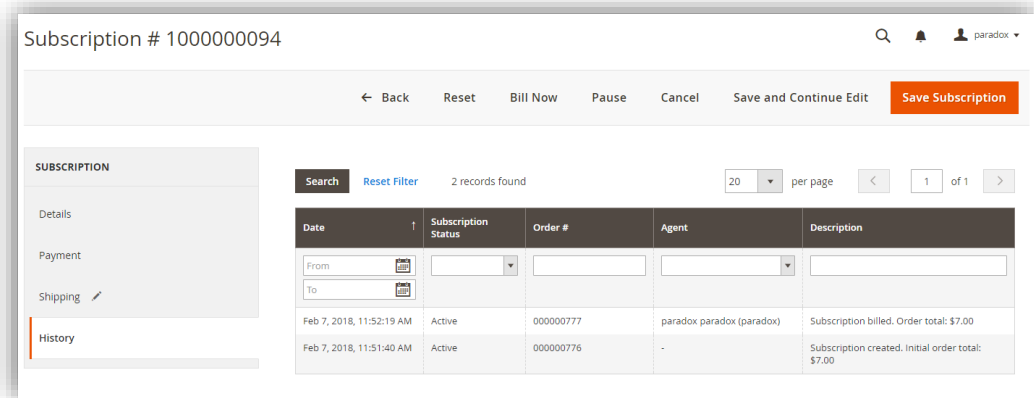 Subscription # 1000000094
paradox
← Back Reset Bill Now Pause Cancel Save and Continue Edit Save Subscription
SUBSCRIPTION
Details
Payment
Shipping
History
Search Reset Filter 2 records found 20 per page 1 of 1
Date ↑ Subscription Status Order # Agent Description
From
To
Feb 7, 2018, 11:52:19 AM Active 000000777 paradox paradox (paradox) Subscription billed. Order total: $7.00
Feb 7, 2018, 11:51:40 AM Active 000000776 - Subscription created. Initial order total:
$7.00